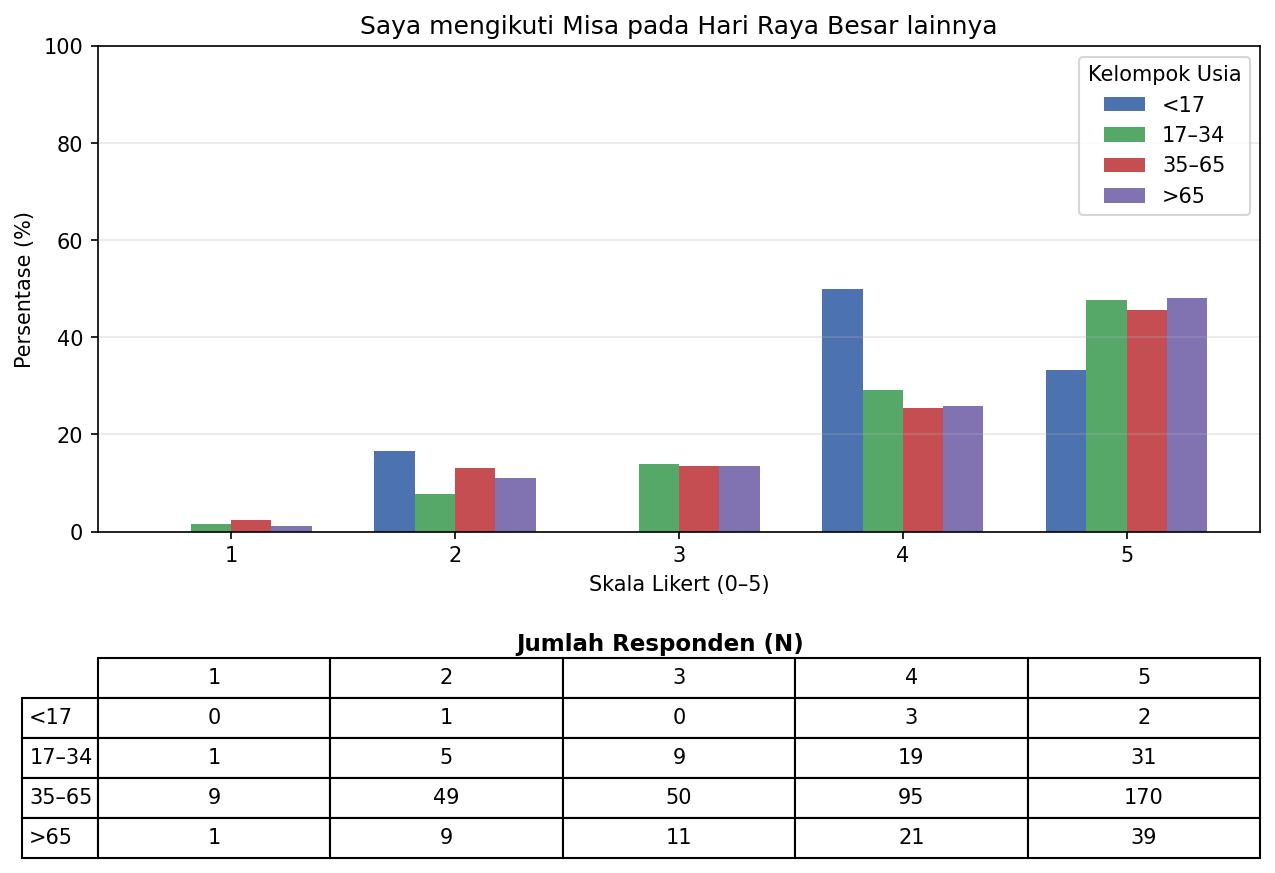 Saya mengikuti Misa pada Hari Raya Besar lainnya
100
80
60
40
20
0
Persentase (%)
Kelompok Usia
<17
17–34
35–65
>65
1 2 3 4 5
Skala Likert (0–5)
Jumlah Responden (N)
1 2 3 4 5
<17 0 1 0 3 2
17–34 1 5 9 19 31
35–65 9 49 50 95 170
>65 1 9 11 21 39